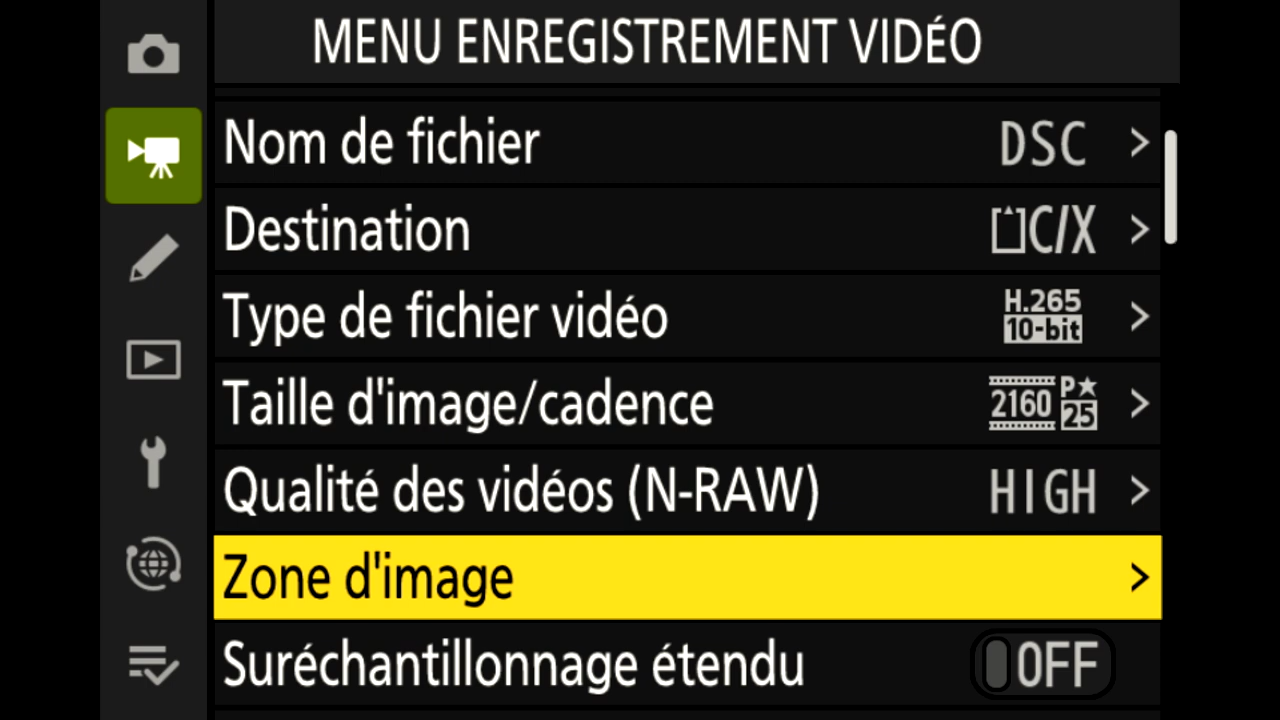 MENU ENREGISTREMENT VIDÉO
Nom de fichier DSC >
Destination C/X >
Type de fichier vidéo H.265 10-bit >
Taille d'image/cadence 2160 P★ 25 >
Qualité des vidéos (N-RAW) HIGH >
Zone d'image >
Suréchantillonnage étendu OFF